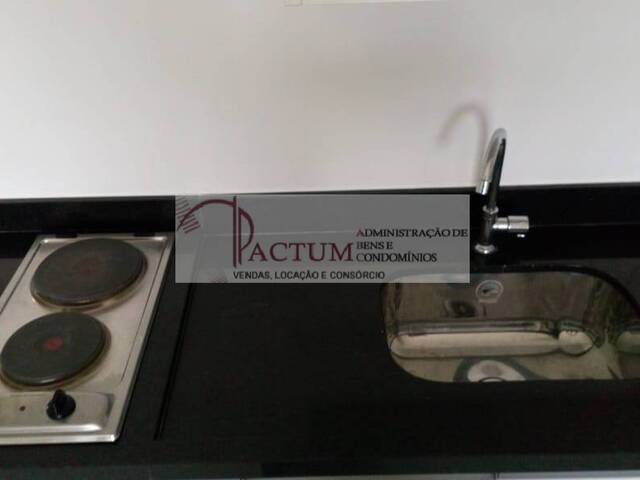 PACTUM
ADMINISTRAÇÃO DE
BENS E
CONDOMÍNIOS
VENDAS, LOCAÇÃO E CONSÓRCIO